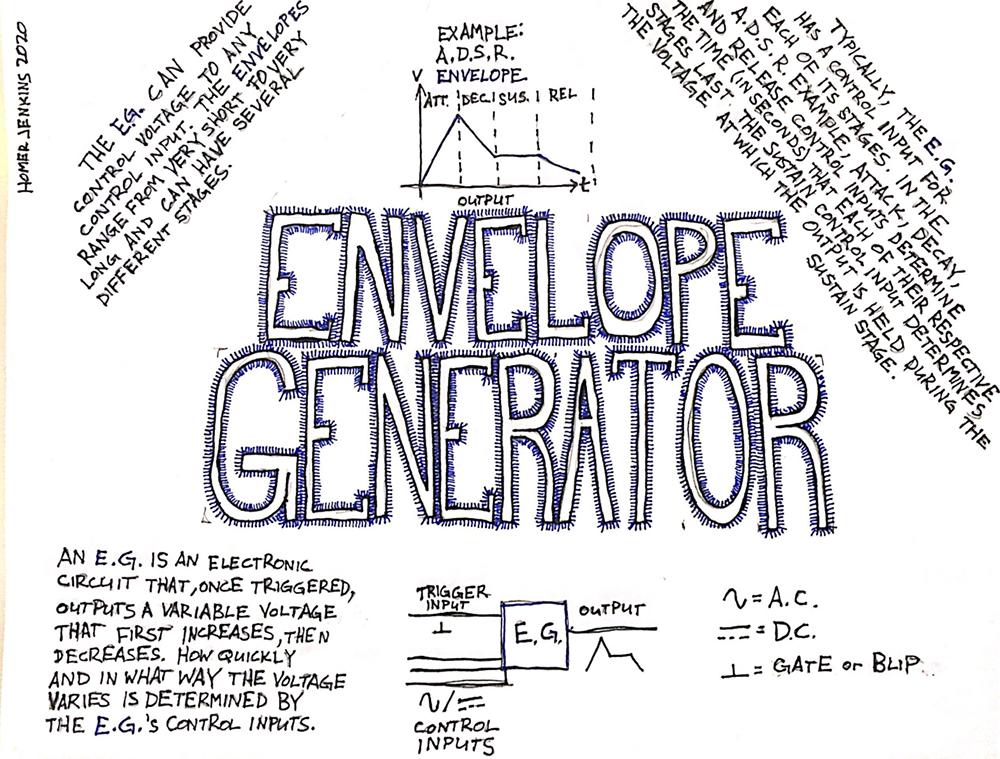 HOMER JENKINS 2020
THE E.G. CAN PROVIDE
CONTROL VOLTAGE TO ANY
CONTROL INPUT. THE ENVELOPES
RANGE FROM VERY SHORT TO VERY
LONG AND CAN HAVE SEVERAL
DIFFERENT STAGES.
EXAMPLE:
A.D.S.R.
ENVELOPE
V
ATT. DEC. SUS. REL
t
OUTPUT
TYPICALLY, THE E.G.
HAS A CONTROL INPUT FOR
EACH OF ITS STAGES. IN THE
A.D.S.R. EXAMPLE, ATTACK, DECAY,
AND RELEASE CONTROL INPUTS DETERMINE
THE TIME (IN SECONDS) THAT EACH OF THEIR RESPECTIVE
STAGES LAST. THE SUSTAIN CONTROL INPUT DETERMINES
THE VOLTAGE AT WHICH THE OUTPUT IS HELD DURING THE
SUSTAIN STAGE.
ENVELOPE
GENERATOR
AN E.G. IS AN ELECTRONIC
CIRCUIT THAT, ONCE TRIGGERED,
OUTPUTS A VARIABLE VOLTAGE
THAT FIRST INCREASES, THEN
DECREASES. HOW QUICKLY
AND IN WHAT WAY THE VOLTAGE
VARIES IS DETERMINED BY
THE E.G.'S CONTROL INPUTS.
TRIGGER
INPUT
E.G.
OUTPUT
CONTROL
INPUTS
= A.C.
= D.C.
= GATE or BLIP